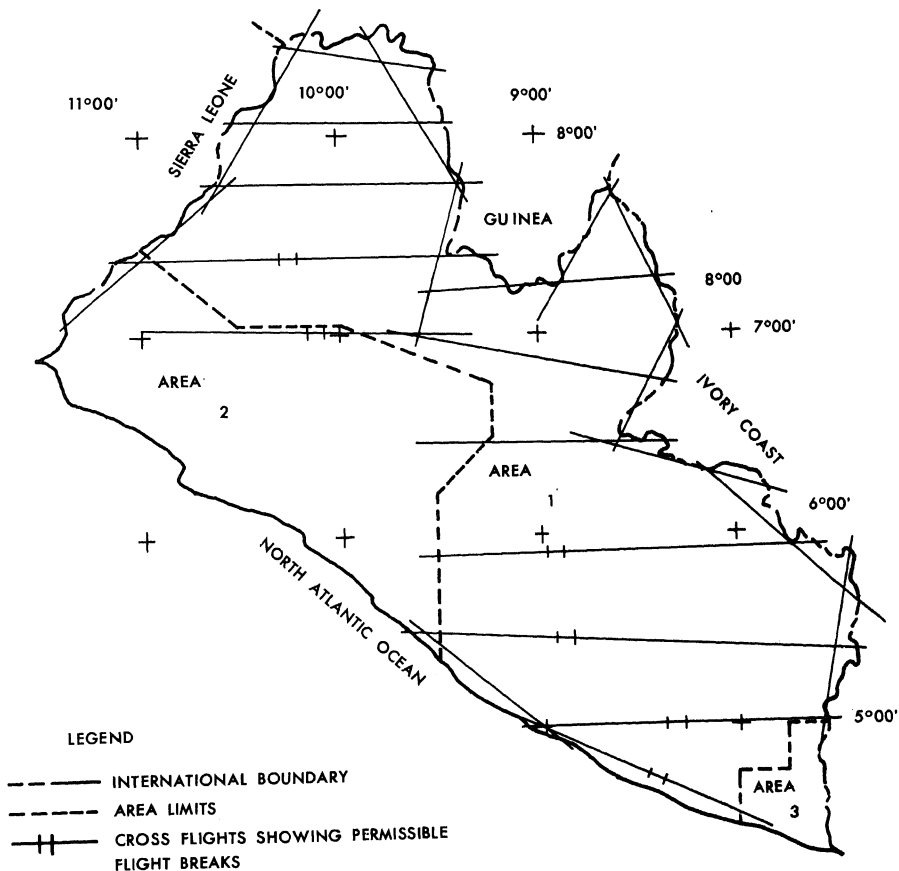 11°00'
SIERRA LEONE
10°00'
9°00'
8°00'
GUINEA
8°00
7°00'
AREA
2
IVORY COAST
AREA
1
6°00'
NORTH ATLANTIC OCEAN
5°00'
AREA
3
LEGEND
INTERNATIONAL BOUNDARY
AREA LIMITS
CROSS FLIGHTS SHOWING PERMISSIBLE
FLIGHT BREAKS